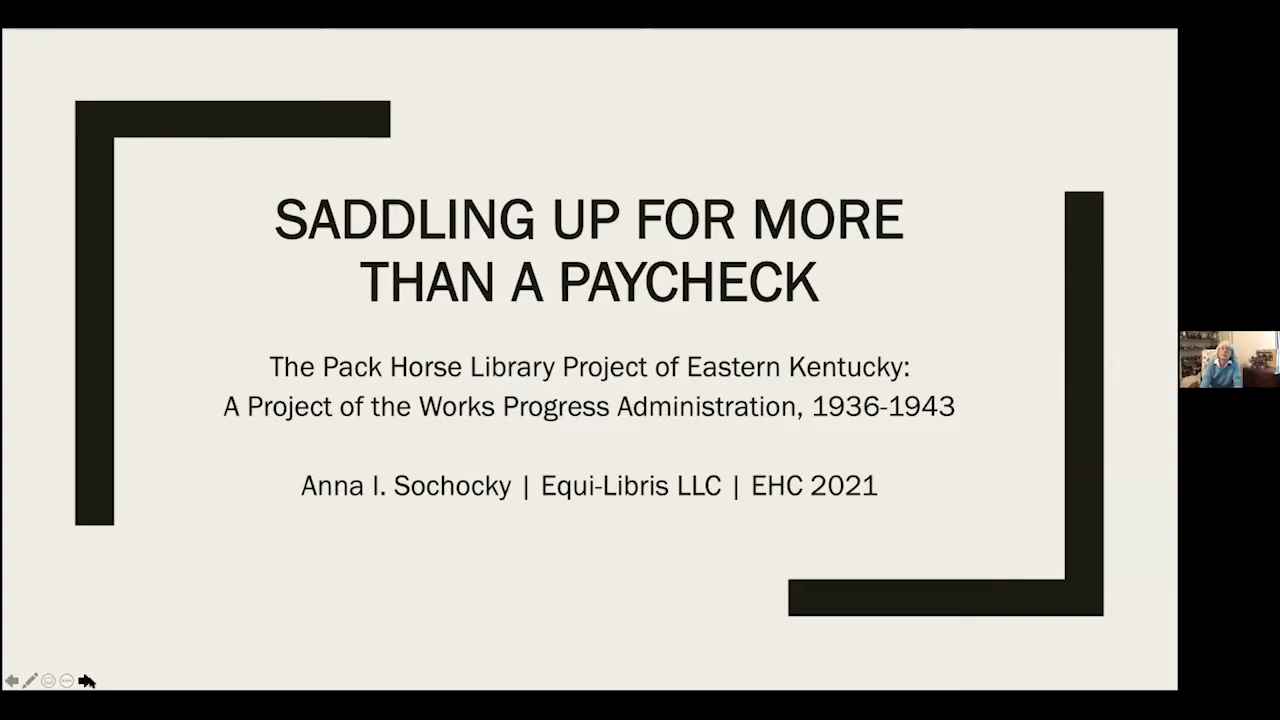 SADDLING UP FOR MORE
THAN A PAYCHECK
The Pack Horse Library Project of Eastern Kentucky:
A Project of the Works Progress Administration, 1936-1943
Anna I. Sochocky | Equi-Libris LLC | EHC 2021